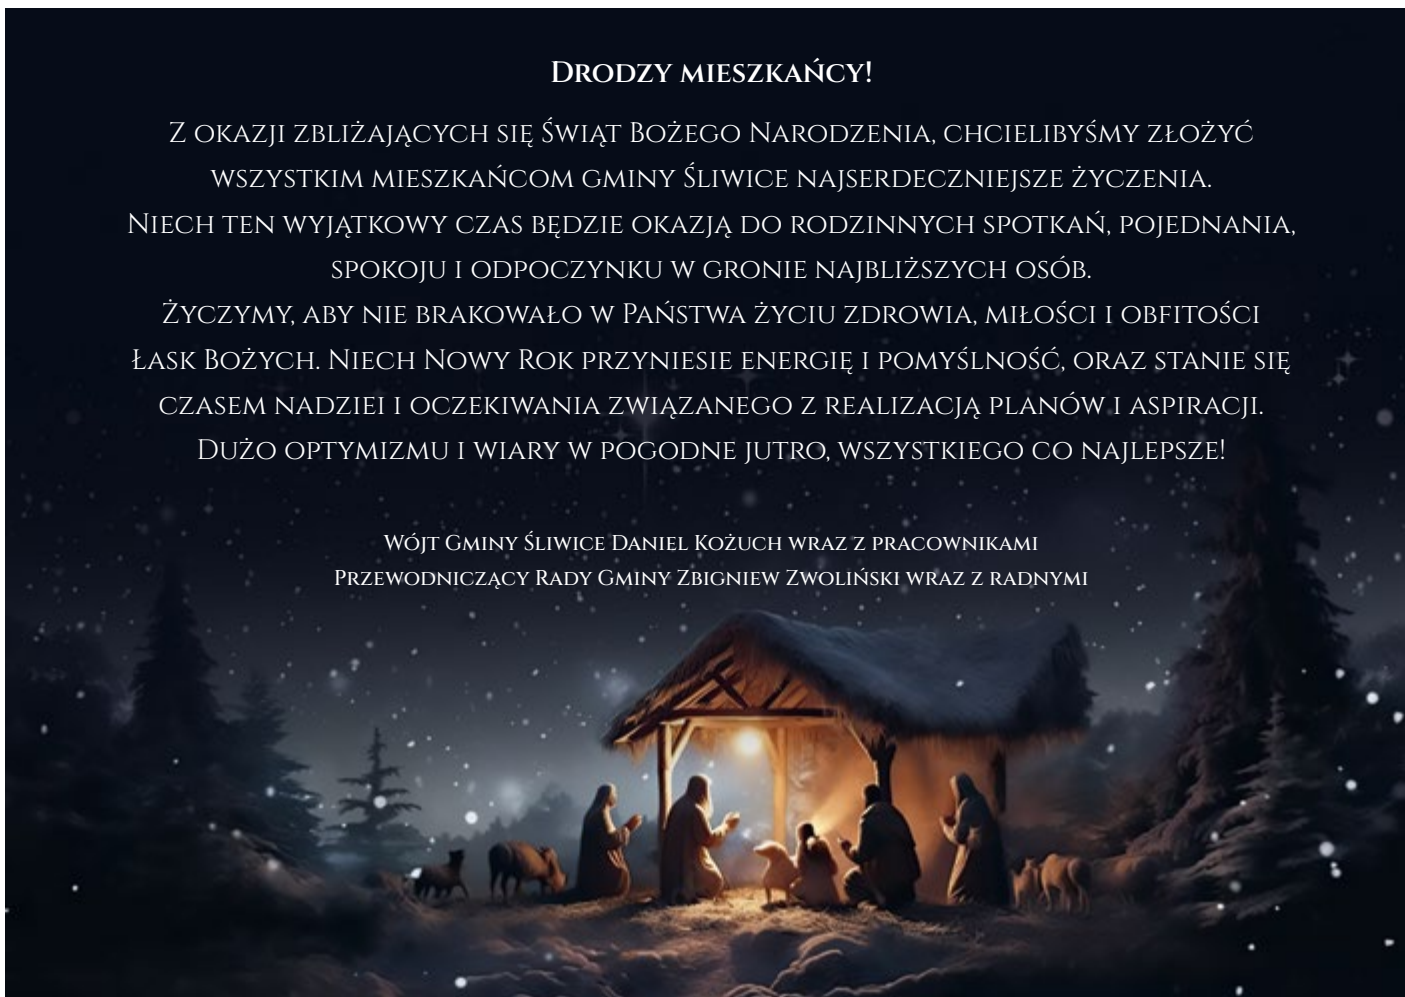 Drodzy mieszkańcy!
Z okazji zbliżających się Świąt Bożego Narodzenia, chcielibyśmy złożyć
wszystkim mieszkańcom gminy Śliwice najserdeczniejsze życzenia.
Niech ten wyjątkowy czas będzie okazją do rodzinnych spotkań, pojednania,
spokoju i odpoczynku w gronie najbliższych osób.
Życzymy, aby nie brakowało w Państwa życiu zdrowia, miłości i obfitości
Łask Bożych. Niech Nowy Rok przyniesie energię i pomyślność, oraz stanie się
czasem nadziei i oczekiwania związanego z realizacją planów i aspiracji.
Dużo optymizmu i wiary w pogodne jutro, wszystkiego co najlepsze!
Wójt Gminy Śliwice Daniel Kożuch wraz z pracownikami
Przewodniczący Rady Gminy Zbigniew Zwoliński wraz z radnymi